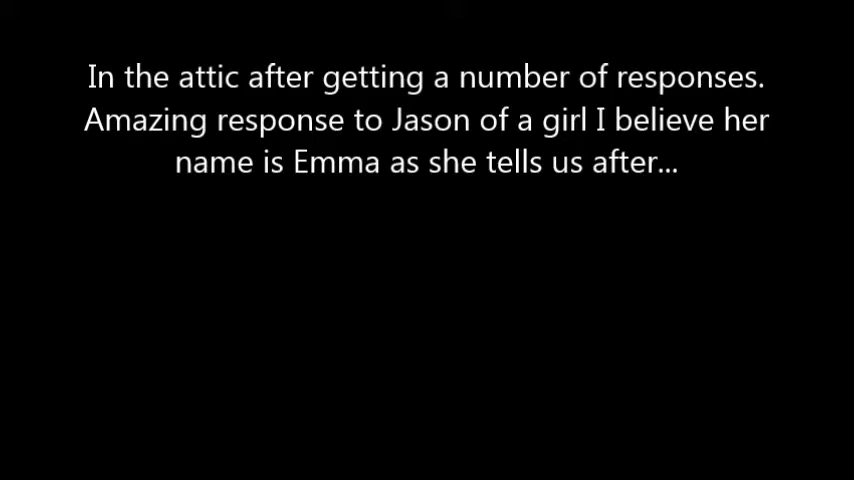 In the attic after getting a number of responses.
Amazing response to Jason of a girl I believe her
name is Emma as she tells us after...